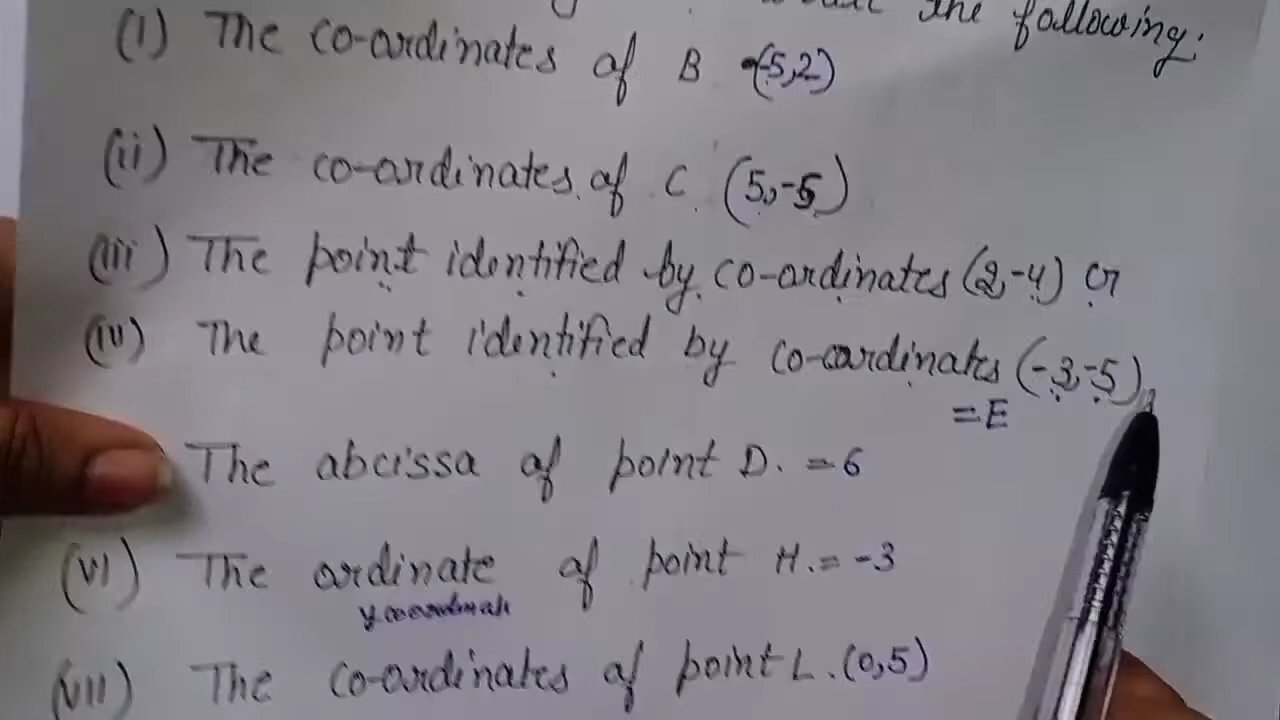 the following:
(i) The co-ordinates of B (-5,2)
(ii) The co-ordinates of C (5,-5)
(iii) The point identified by co-ordinates (2,-4) or
(iv) The point identified by co-ordinates (-3,-5)
=E
The abcissa of point D. =6
(vi) The ordinate of point H. = -3
y coordinate
(vii) The co-ordinates of point L. (0,5)